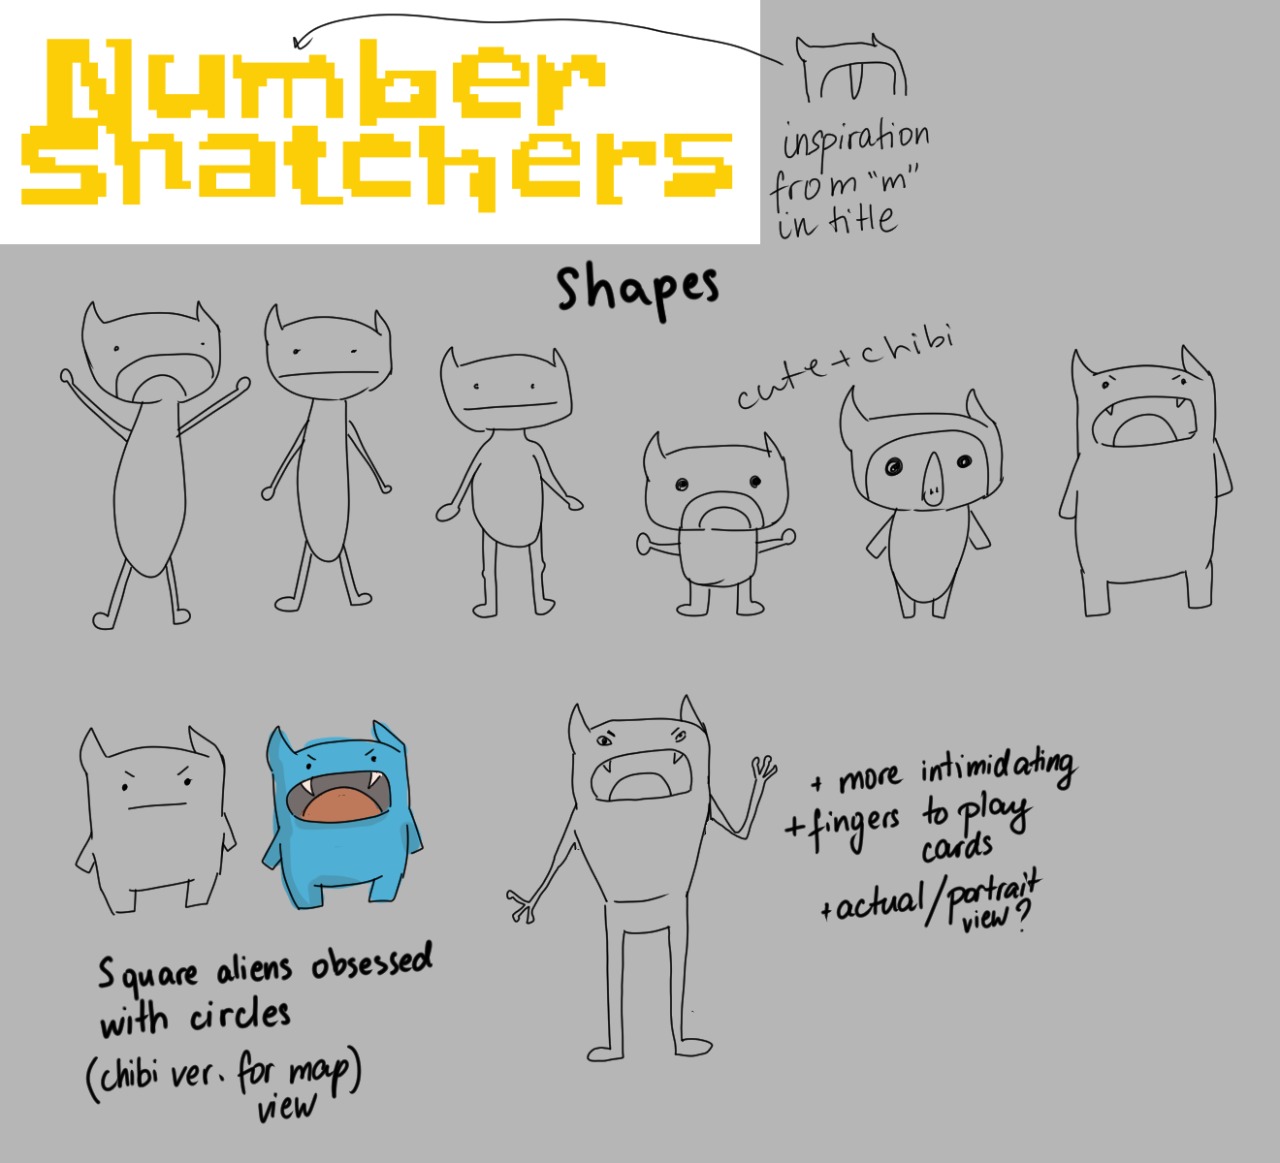 Number
Snatchers
inspiration
from "m"
in title
Shapes
cute + chibi
Square aliens obsessed
with circles
(chibi ver. for map)
view
+ more intimidating
+ fingers to play
cards
+ actual/portrait
view?